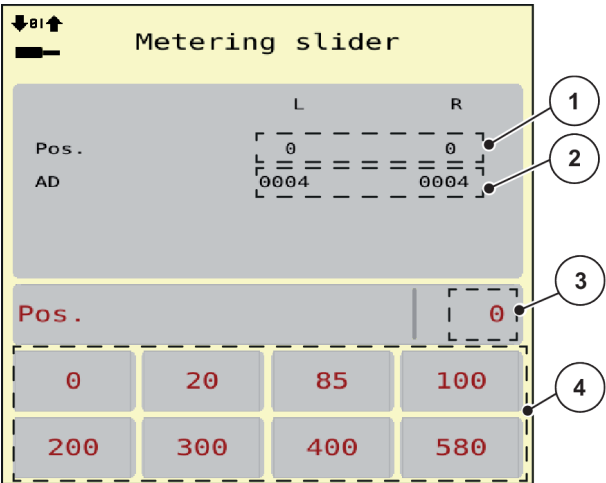 Metering slider
L R
Pos. 0 0
AD 0004 0004
Pos. 0
0 20 85 100
200 300 400 580
1
2
3
4